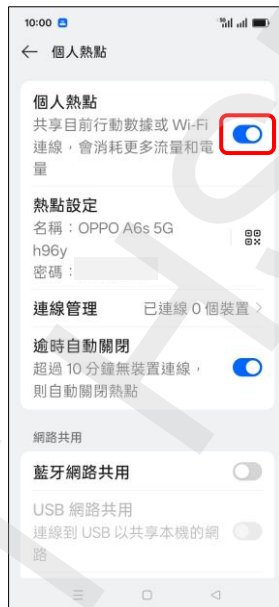 10:00
個人熱點
個人熱點
共享目前行動數據或 Wi-Fi
連線，會消耗更多流量和電
量
熱點設定
名稱：OPPO A6s 5G
h96y
密碼：
連線管理 已連線 0 個裝置
逾時自動關閉
超過 10 分鐘無裝置連線，
則自動關閉熱點
網路共用
藍牙網路共用
USB 網路共用
連線到 USB 以共享本機的網
路